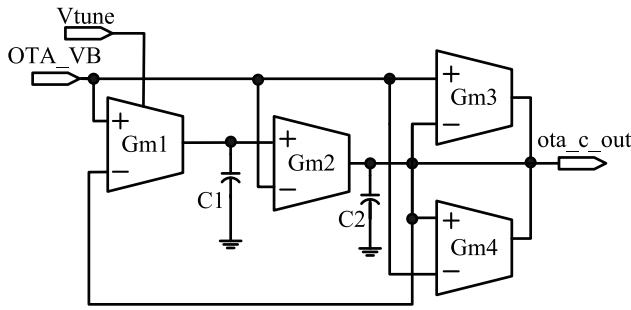 Vtune
OTA_VB
+
Gm1
−
C1
+
Gm2
−
C2
+
Gm3
−
ota_c_out
+
Gm4
−